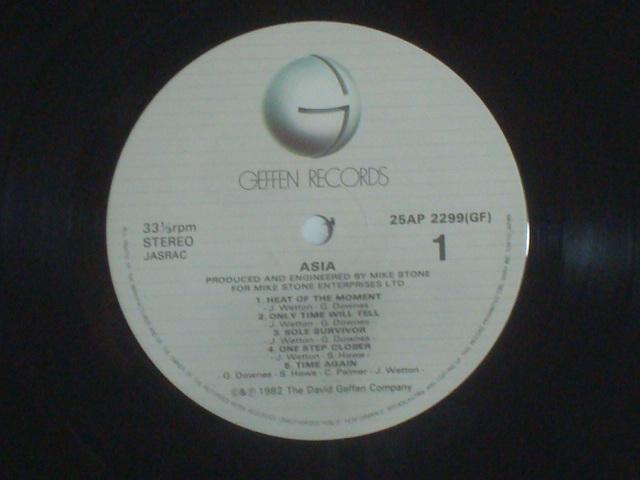 G
GEFFEN RECORDS
33⅓rpm
STEREO
JASRAC
25AP 2299(GF)
1
ASIA
PRODUCED AND ENGINEERED BY MIKE STONE
FOR MIKE STONE ENTERPRISES LTD
1. HEAT OF THE MOMENT
- J. Wetton - G. Downes -
2. ONLY TIME WILL TELL
- J. Wetton - G. Downes -
3. SOLE SURVIVOR
- J. Wetton - G. Downes -
4. ONE STEP CLOSER
- J. Wetton - S. Howe -
5. TIME AGAIN
- G. Downes - S. Howe - C. Palmer - J. Wetton -
©&℗ 1982 The David Geffen Company